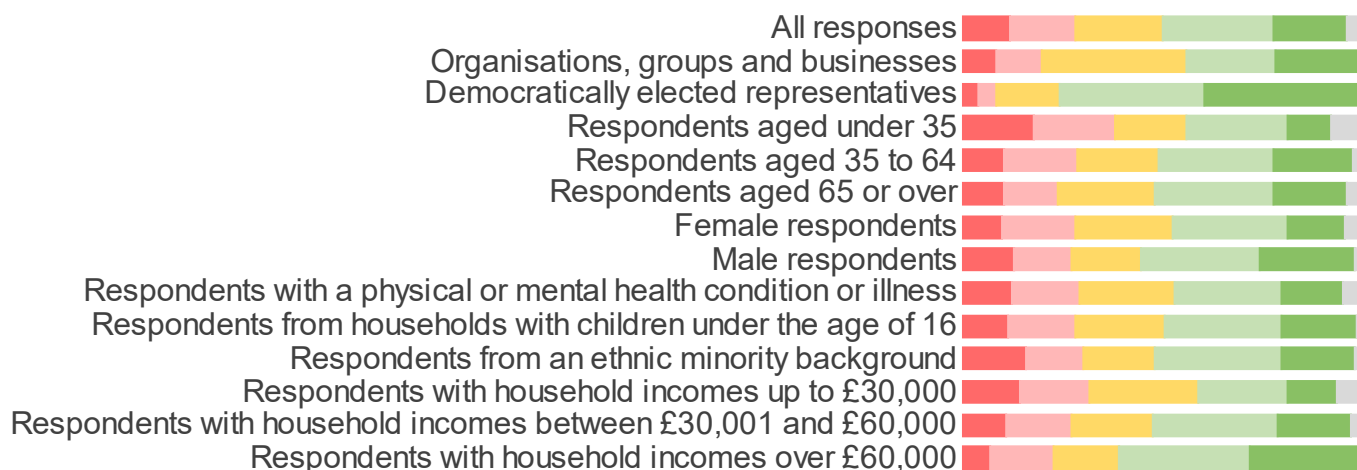 All responses
Organisations, groups and businesses
Democratically elected representatives
Respondents aged under 35
Respondents aged 35 to 64
Respondents aged 65 or over
Female respondents
Male respondents
Respondents with a physical or mental health condition or illness
Respondents from households with children under the age of 16
Respondents from an ethnic minority background
Respondents with household incomes up to £30,000
Respondents with household incomes between £30,001 and £60,000
Respondents with household incomes over £60,000